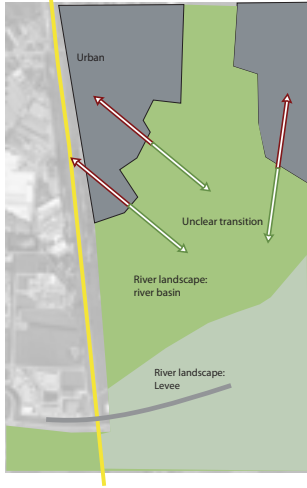 Urban
Unclear transition
River landscape:
river basin
River landscape:
Levee